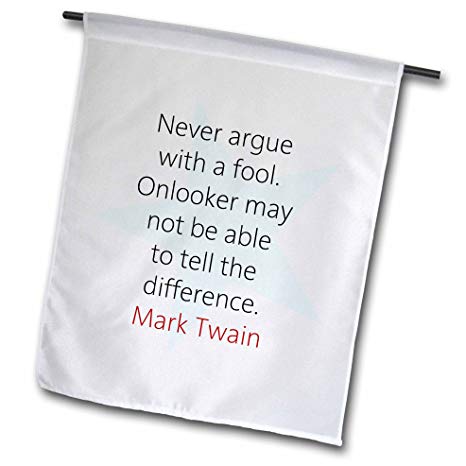 Never argue
with a fool.
Onlooker may
not be able
to tell the
difference.
Mark Twain